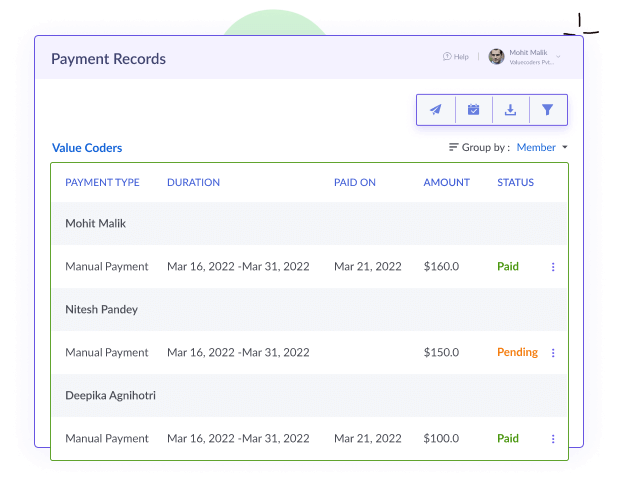 Payment Records
Help
Mohit Malik
Valuecoders Pvt...
Value Coders
Group by : Member
PAYMENT TYPE DURATION PAID ON AMOUNT STATUS
Mohit Malik
Manual Payment Mar 16, 2022 -Mar 31, 2022 Mar 21, 2022 $160.0 Paid
Nitesh Pandey
Manual Payment Mar 16, 2022 -Mar 31, 2022 $150.0 Pending
Deepika Agnihotri
Manual Payment Mar 16, 2022 -Mar 31, 2022 Mar 21, 2022 $100.0 Paid